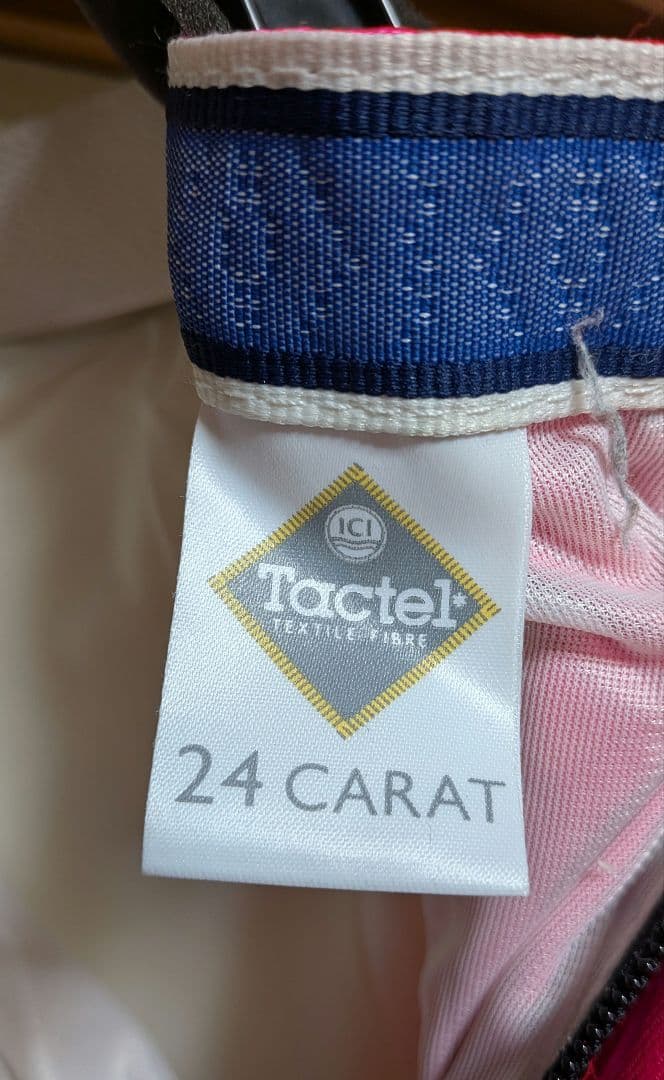 ICI
Tactel*
TEXTILE FIBRE
24 CARAT